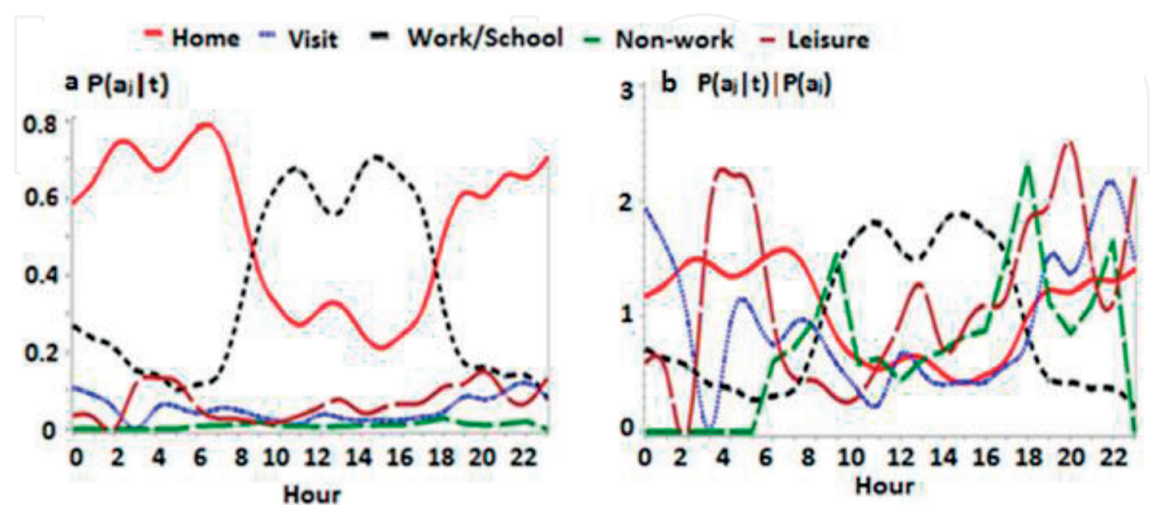 Home Visit Work/School Non-work Leisure
a P(aⱼ|t)
b P(aⱼ|t)|P(aⱼ)
0.8
0.6
0.4
0.2
0
0 2 4 6 8 10 12 14 16 18 20 22
Hour
3
2
1
0
0 2 4 6 8 10 12 14 16 18 20 22
Hour